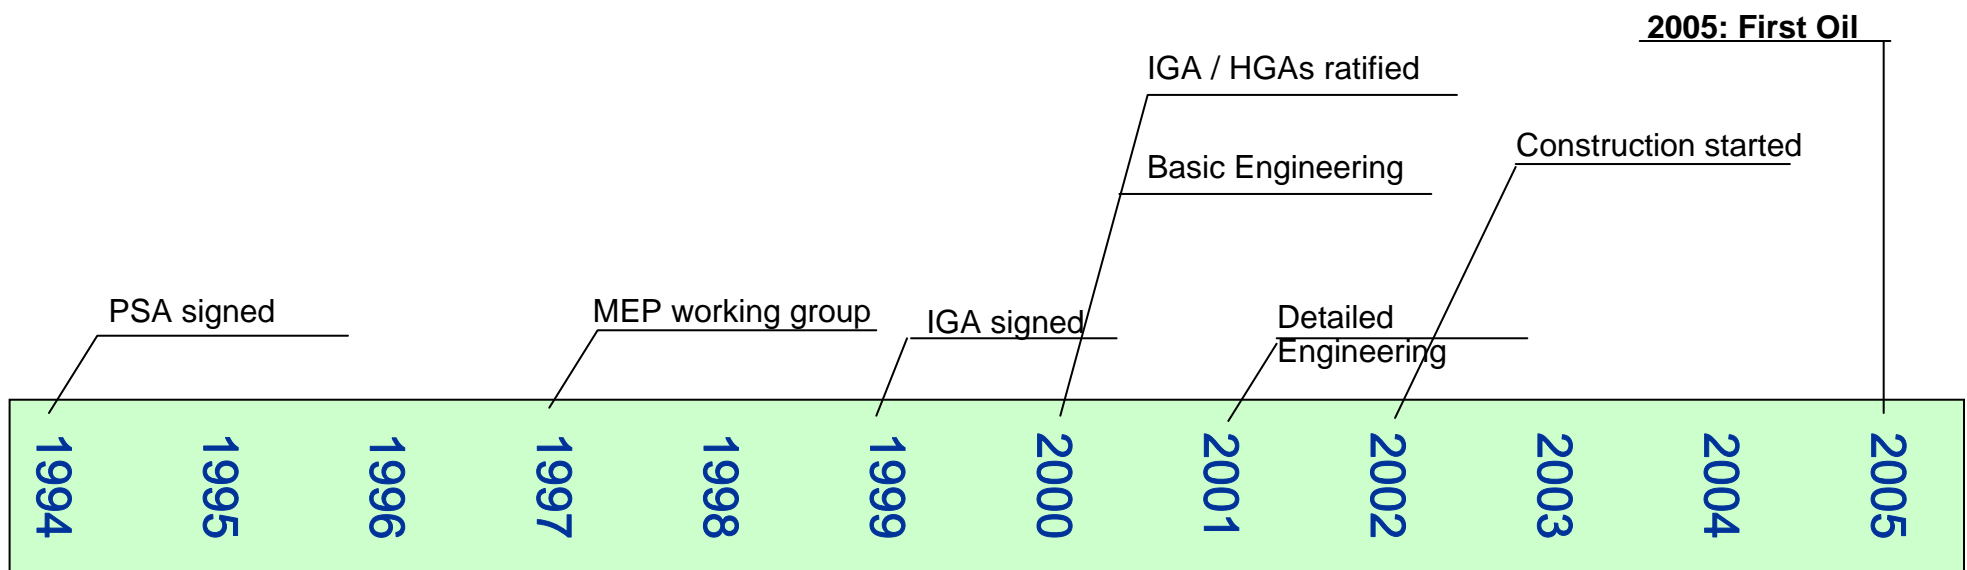 2005: First Oil
IGA / HGAs ratified
Construction started
Basic Engineering
PSA signed
MEP working group
IGA signed
Detailed
Engineering
1994
1995
1996
1997
1998
1999
2000
2001
2002
2003
2004
2005